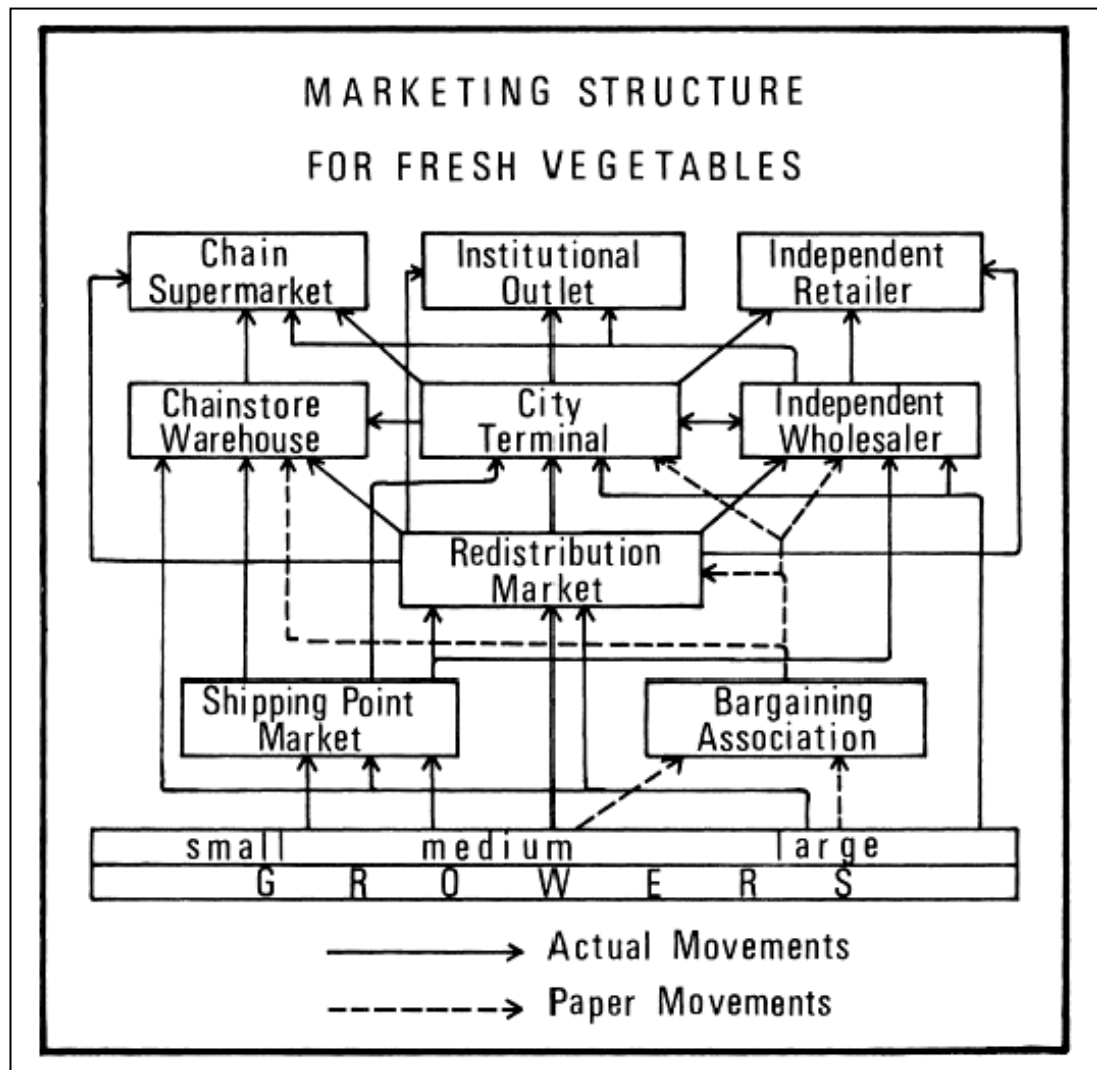 MARKETING STRUCTURE
FOR FRESH VEGETABLES
Chain
Supermarket
Institutional
Outlet
Independent
Retailer
Chainstore
Warehouse
City
Terminal
Independent
Wholesaler
Redistribution
Market
Shipping Point
Market
Bargaining
Association
small medium large
GROWERS
Actual Movements
Paper Movements